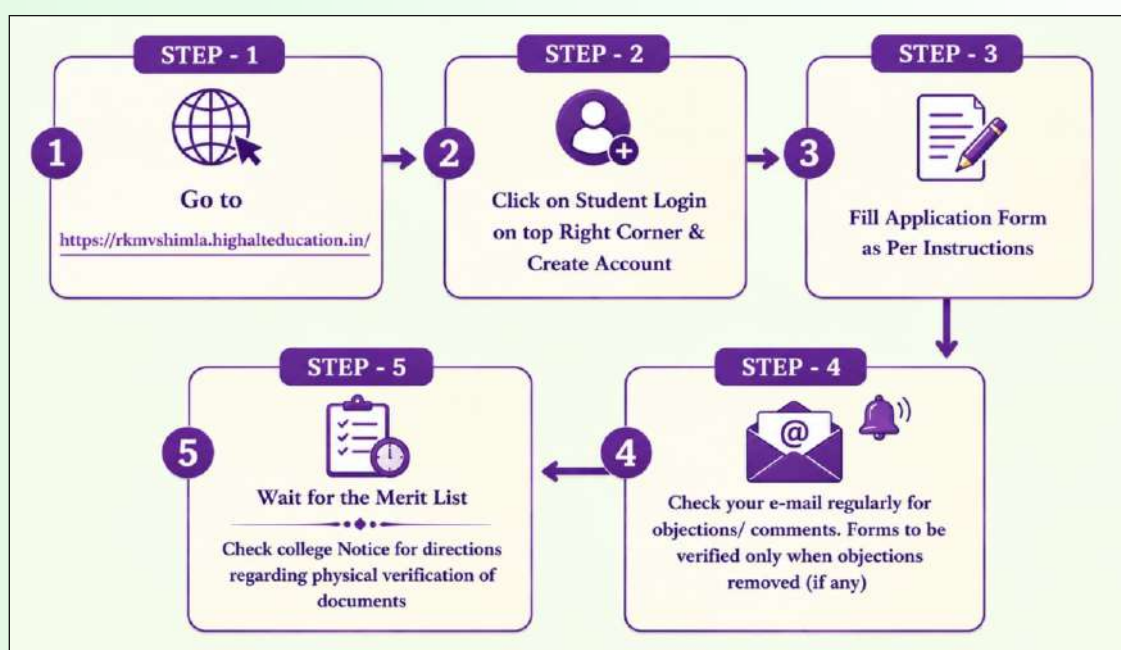 STEP - 1
1
Go to
https://rkmvshimla.highalteducation.in/
STEP - 2
2
Click on Student Login
on top Right Corner &
Create Account
STEP - 3
3
Fill Application Form
as Per Instructions
STEP - 4
4
@
Check your e-mail regularly for
objections/ comments. Forms to be
verified only when objections
removed (if any)
STEP - 5
5
Wait for the Merit List
Check college Notice for directions
regarding physical verification of
documents